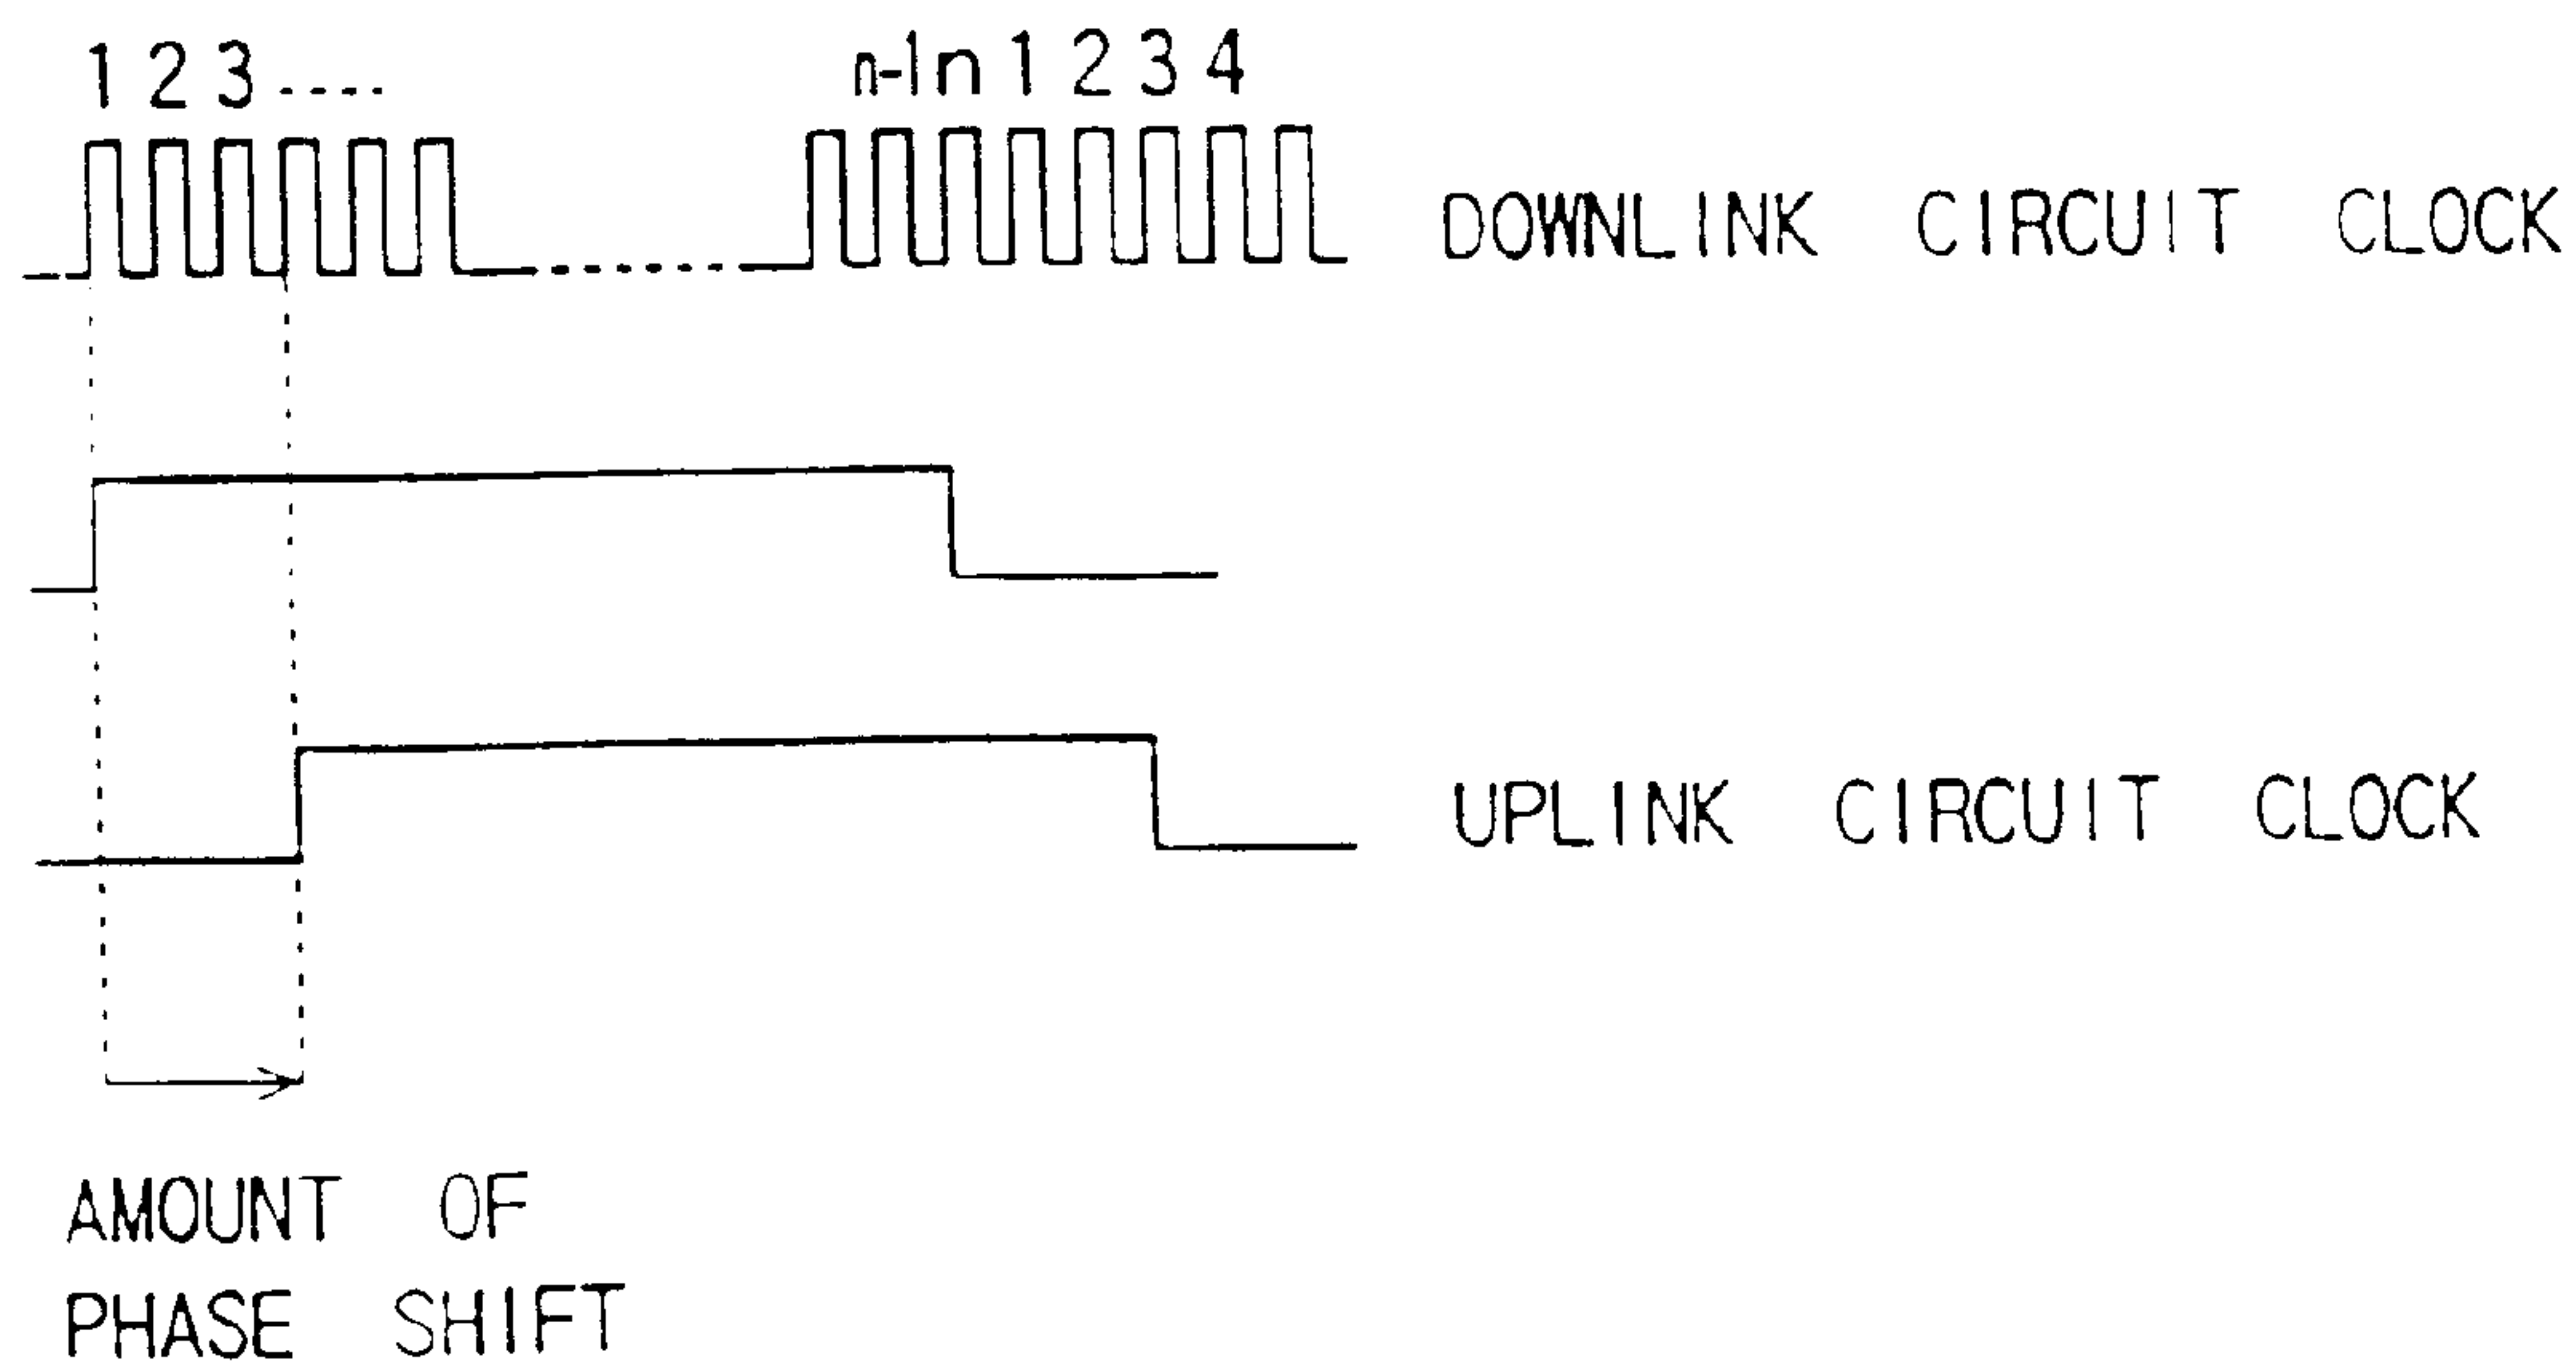 1 2 3 ---- n-1 n 1 2 3 4
DOWNLINK CIRCUIT CLOCK
UPLINK CIRCUIT CLOCK
AMOUNT OF
PHASE SHIFT